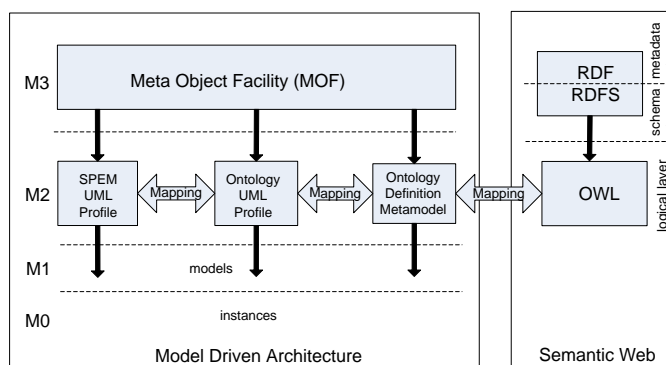 M3
Meta Object Facility (MOF)
RDF
RDFS
metadata
schema
M2
SPEM
UML
Profile
Mapping
Ontology
UML
Profile
Mapping
Ontology
Definition
Metamodel
Mapping
OWL
logical layer
M1
models
M0
instances
Model Driven Architecture
Semantic Web